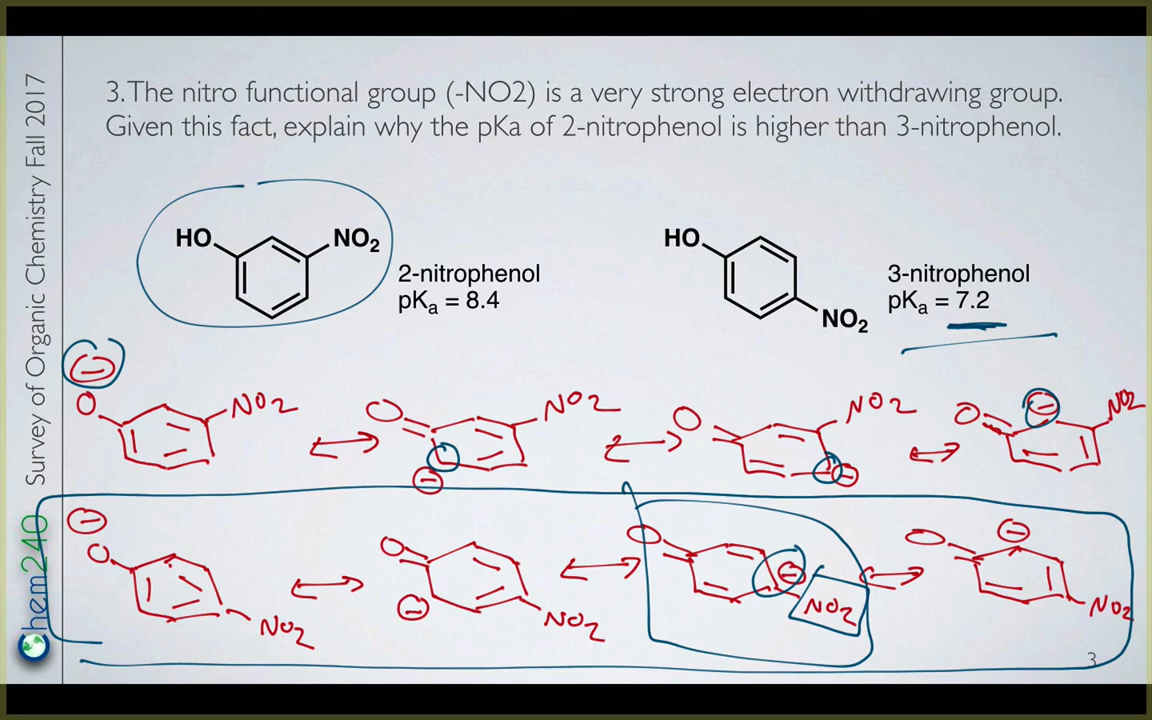 3. The nitro functional group (-NO2) is a very strong electron withdrawing group.
Given this fact, explain why the pKa of 2-nitrophenol is higher than 3-nitrophenol.
HO NO2
2-nitrophenol
pKa = 8.4
HO NO2
3-nitrophenol
pKa = 7.2
O NO2 O NO2 O NO2 O NO2
O NO2 O NO2 O NO2 O NO2
Survey of Organic Chemistry Fall 2017
Chem240
3